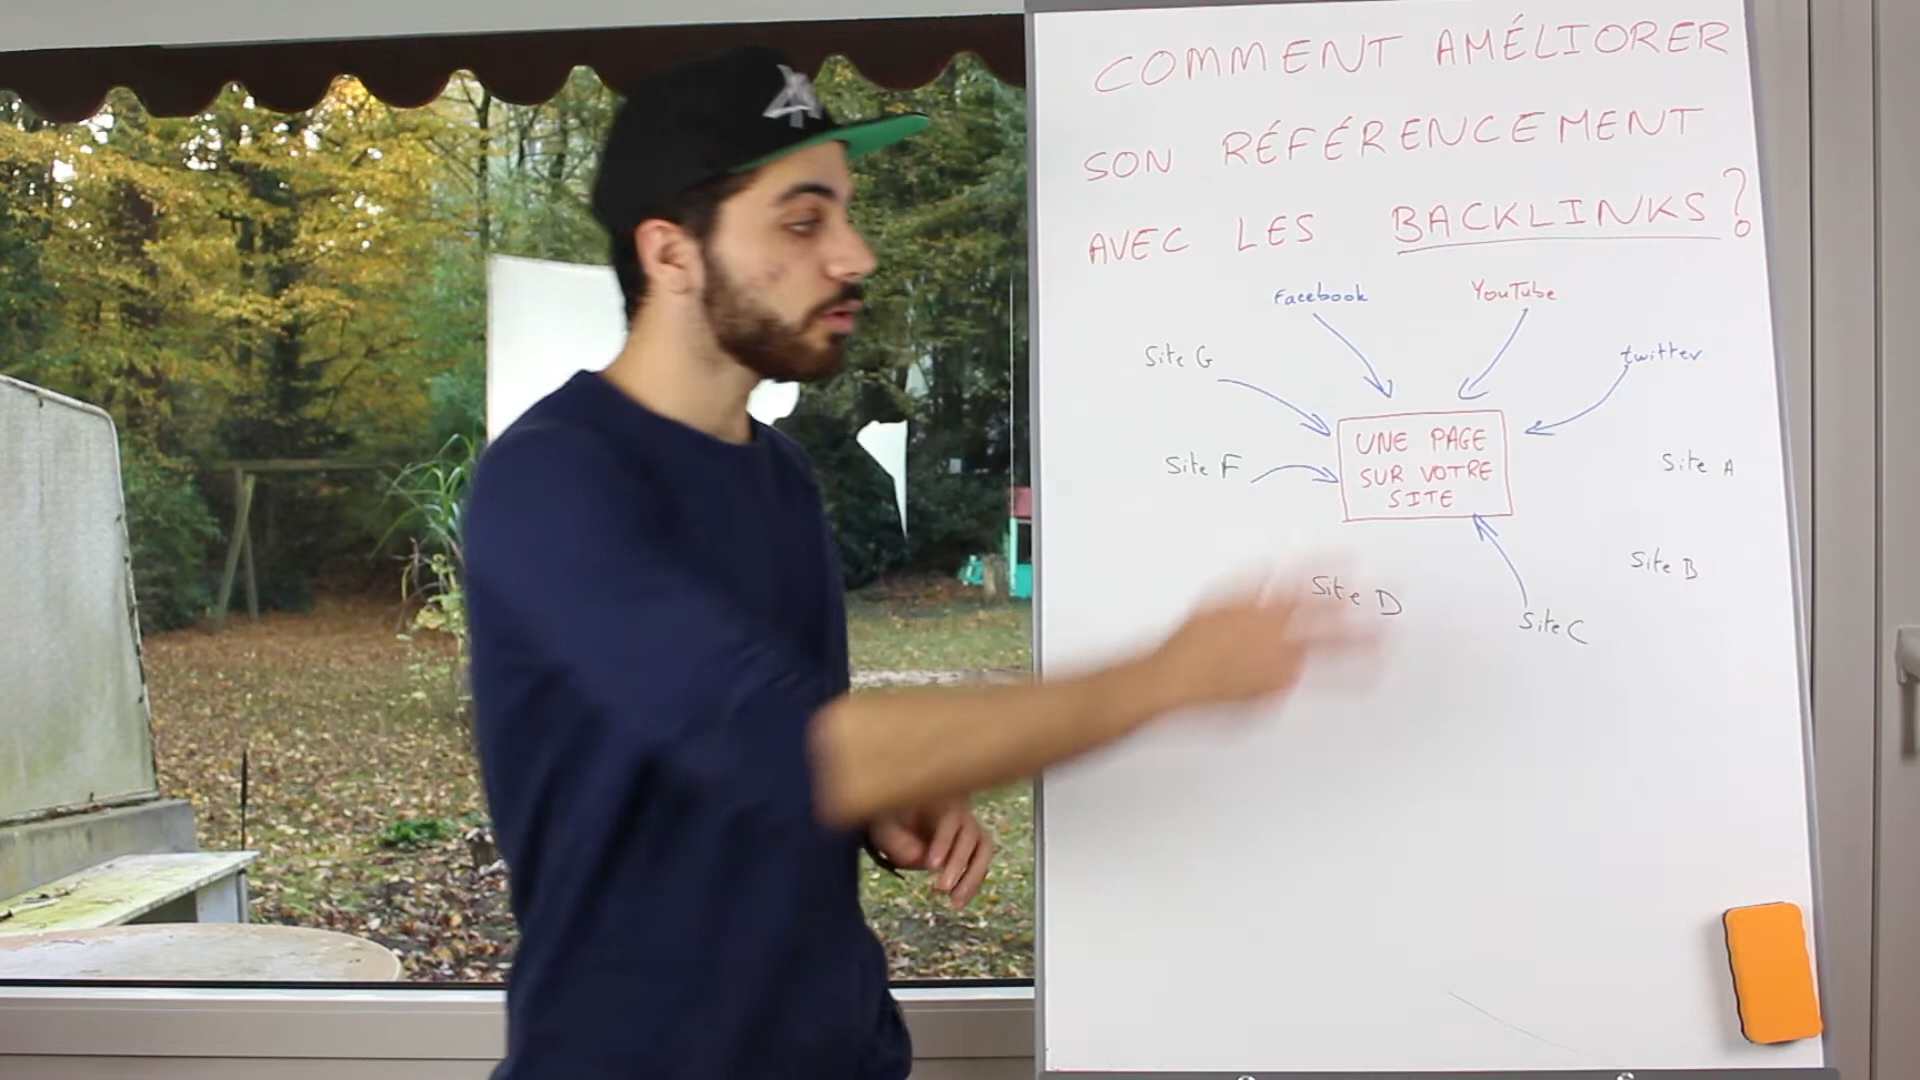 COMMENT AMÉLIORER
SON RÉFÉRENCEMENT
AVEC LES BACKLINKS?
Facebook
YouTube
Site G
twitter
UNE PAGE
SUR VOTRE
SITE
Site F
Site A
Site B
Site D
Site C